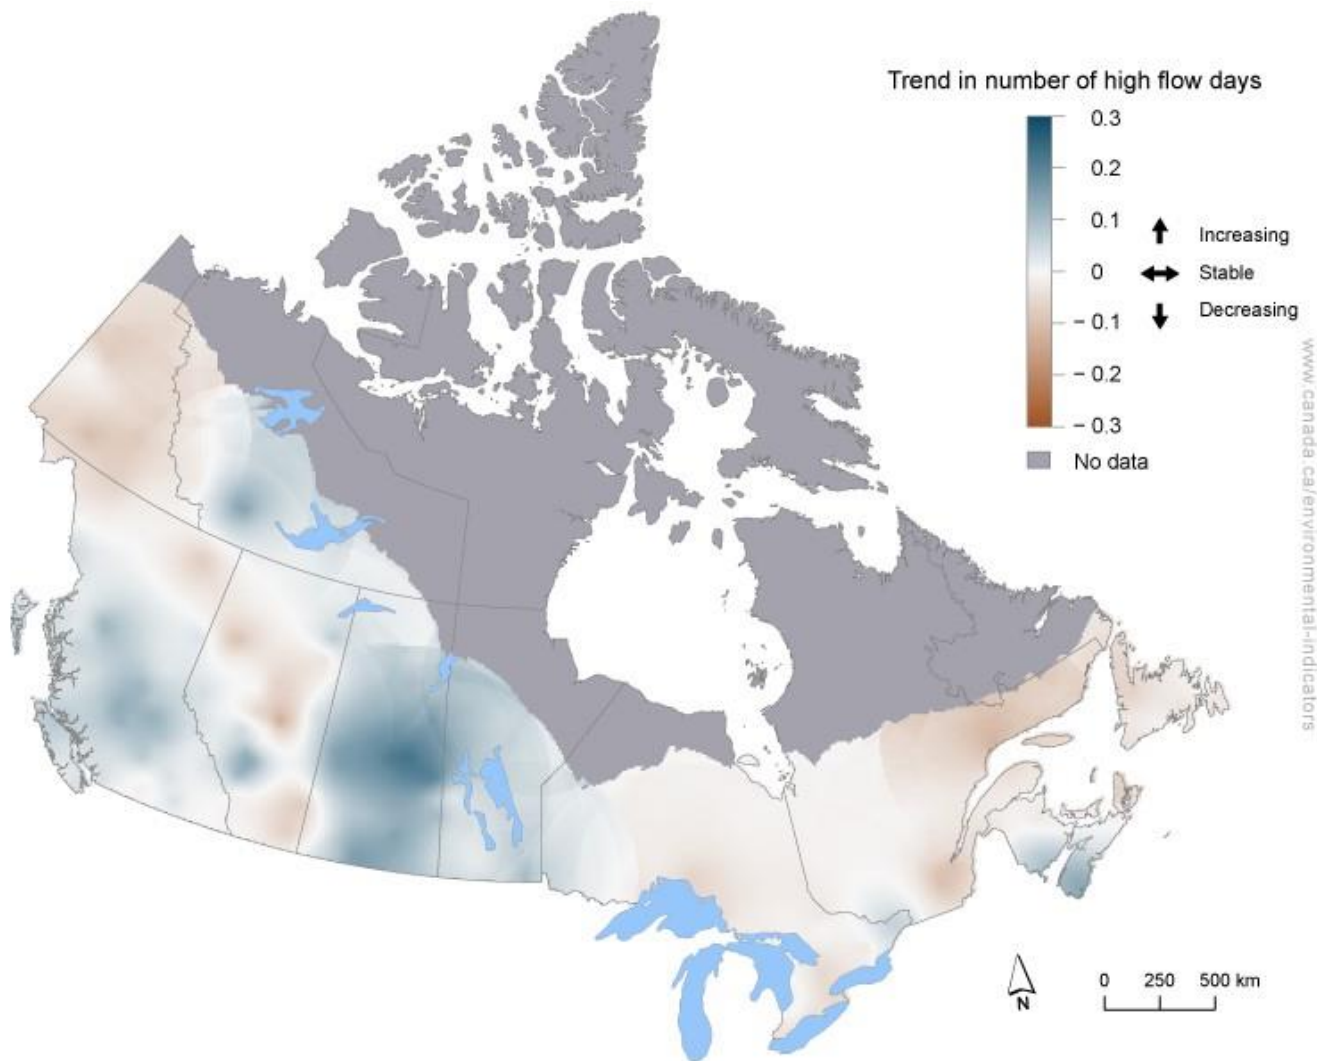 Trend in number of high flow days
0.3
0.2
0.1
0
− 0.1
− 0.2
− 0.3
Increasing
Stable
Decreasing
No data
www.canada.ca/environmental-indicators
N
0 250 500 km